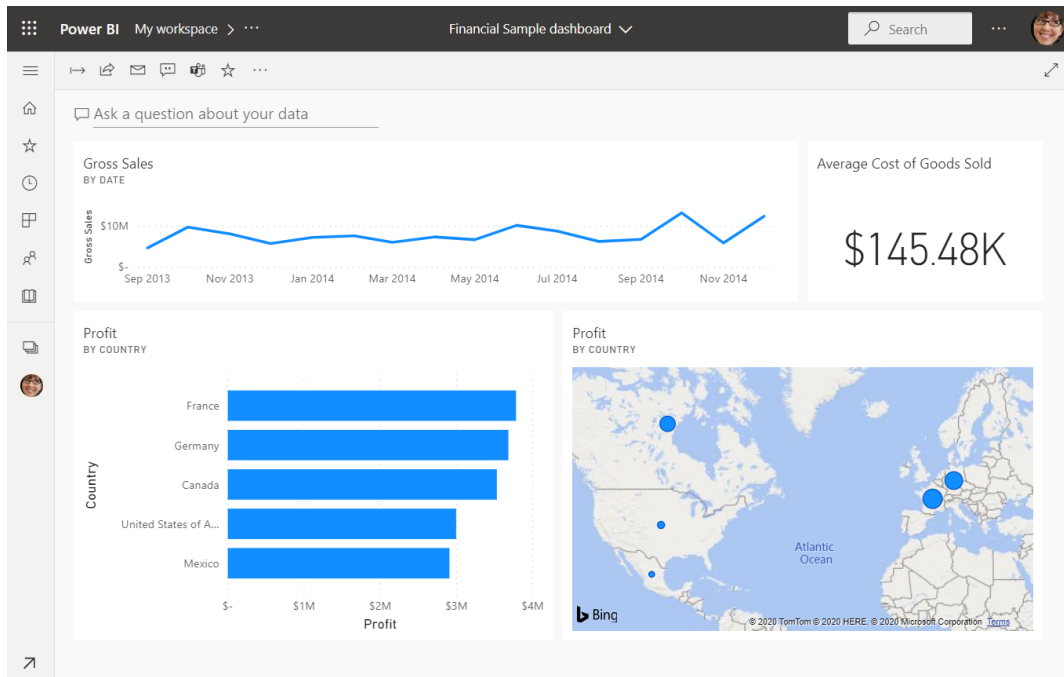 Power BI My workspace > ··· Financial Sample dashboard Search ···
Ask a question about your data
Gross Sales
BY DATE
Gross Sales
$10M
$-
Sep 2013 Nov 2013 Jan 2014 Mar 2014 May 2014 Jul 2014 Sep 2014 Nov 2014
Average Cost of Goods Sold
$145.48K
Profit
BY COUNTRY
Country
France
Germany
Canada
United States of A...
Mexico
$- $1M $2M $3M $4M
Profit
Profit
BY COUNTRY
Atlantic
Ocean
Bing
© 2020 TomTom © 2020 HERE, © 2020 Microsoft Corporation Terms